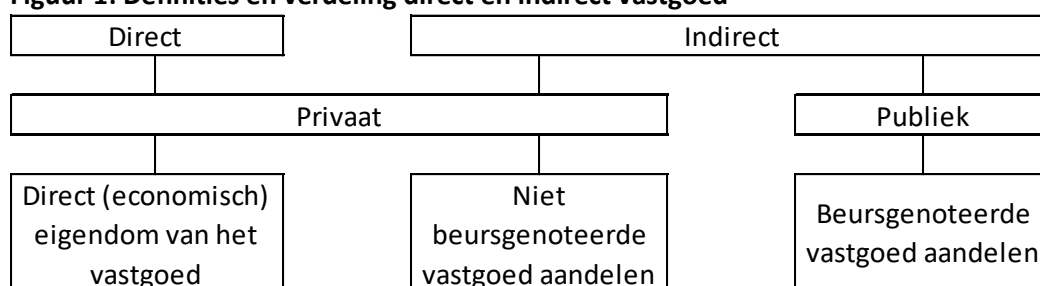 Figuur 1: Definities en verdeling direct en indirect vastgoed
Direct
Indirect
Privaat
Publiek
Direct (economisch)
eigendom van het
vastgoed
Niet
beursgenoteerde
vastgoed aandelen
Beursgenoteerde
vastgoed aandelen